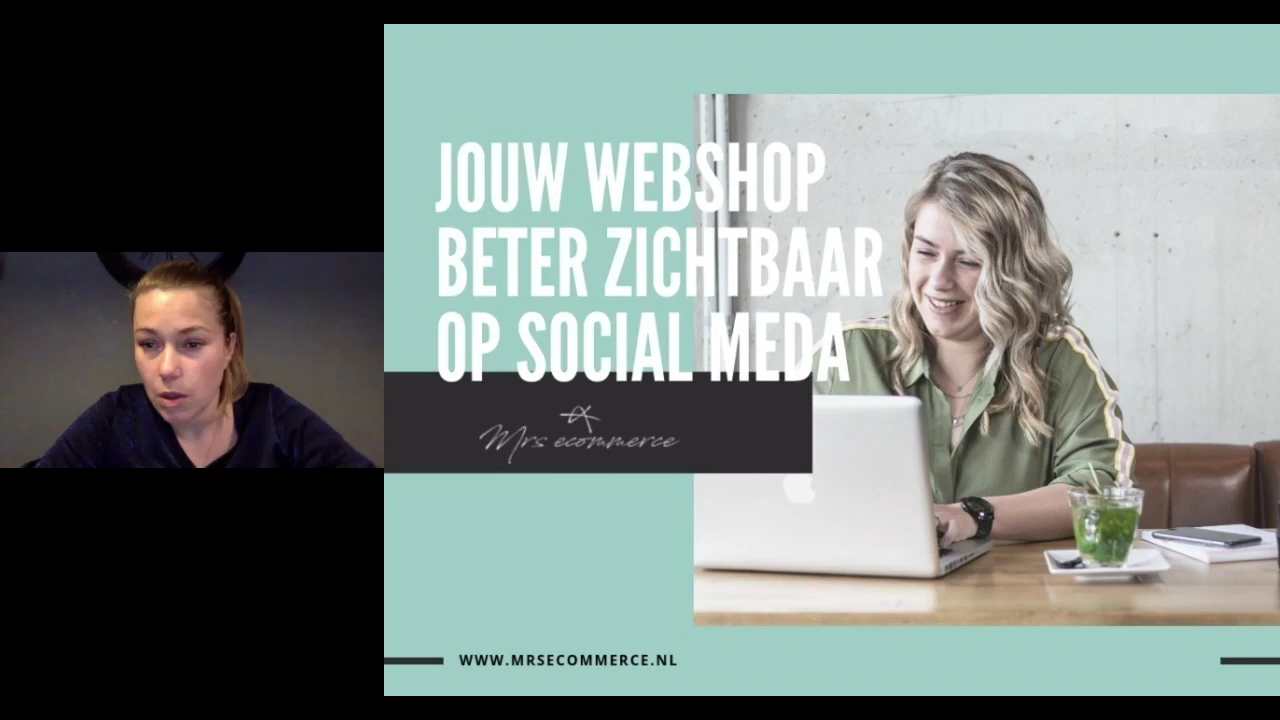 JOUW WEBSHOP
BETER ZICHTBAAR
OP SOCIAL MEDA
Mrs ecommerce
WWW.MRSECOMMERCE.NL